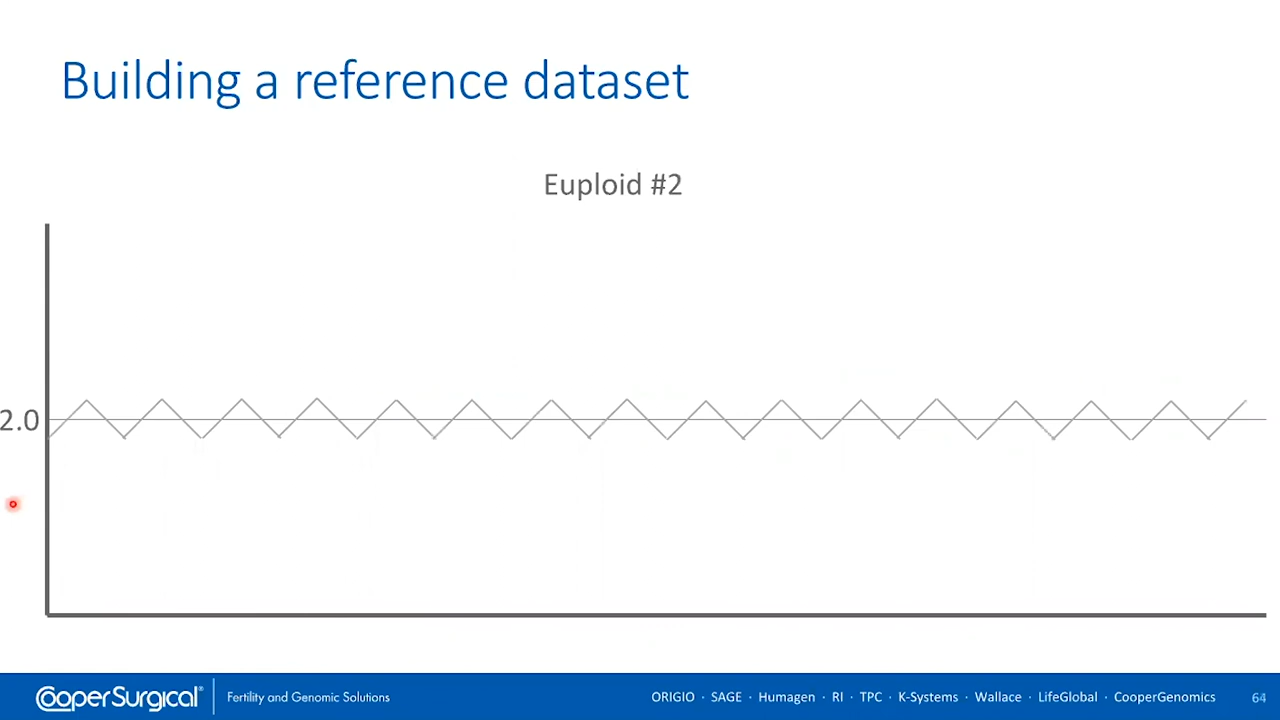 Building a reference dataset
Euploid #2
2.0
CooperSurgical® Fertility and Genomic Solutions ORIGIO · SAGE · Humagen · RI · TPC · K-Systems · Wallace · LifeGlobal · CooperGenomics 64